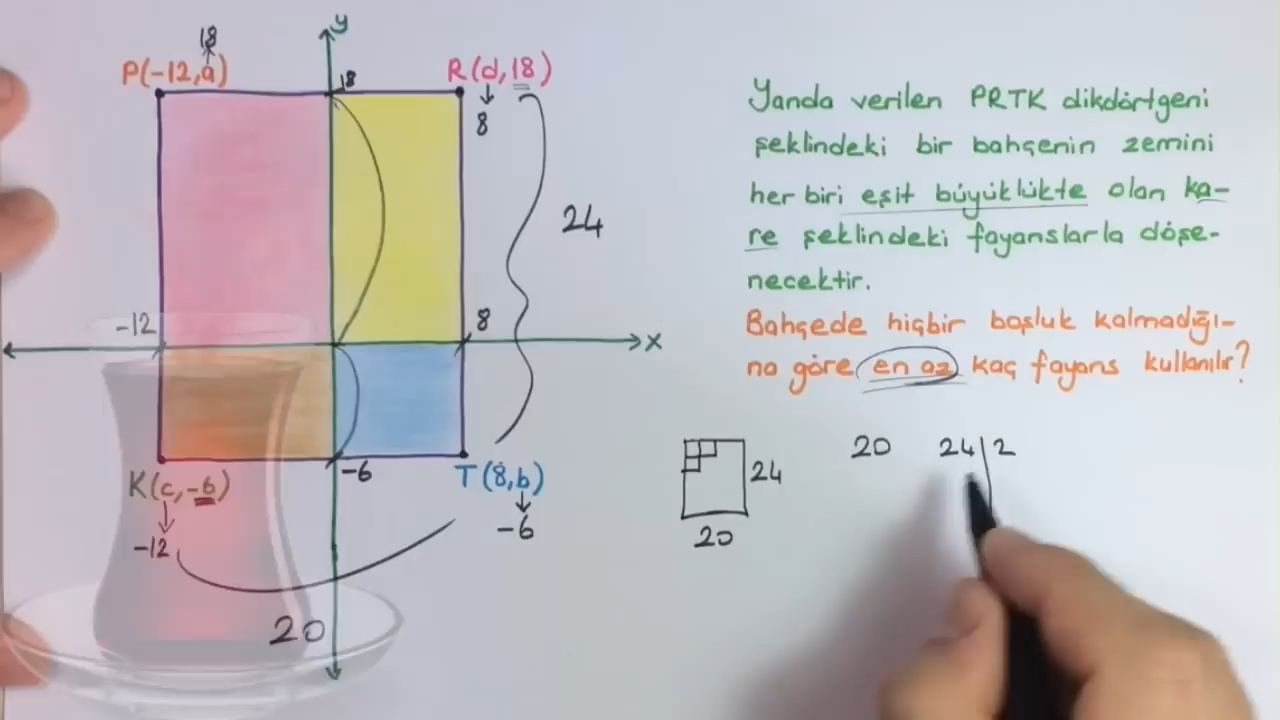 y
18
P(-12,a)
R(d,18)
18
8
24
-12
8
x
-6
K(c,-6)
T(8,b)
-12
-6
20
Yanda verilen PRTK dikdörtgeni
şeklindeki bir bahçenin zemini
her biri eşit büyüklükte olan ka-
re şeklindeki fayanslarla döşe-
necektir.
Bahçede hiçbir boşluk kalmadığı-
na göre en az kaç fayans kullanılır?
24
20
20 24 2